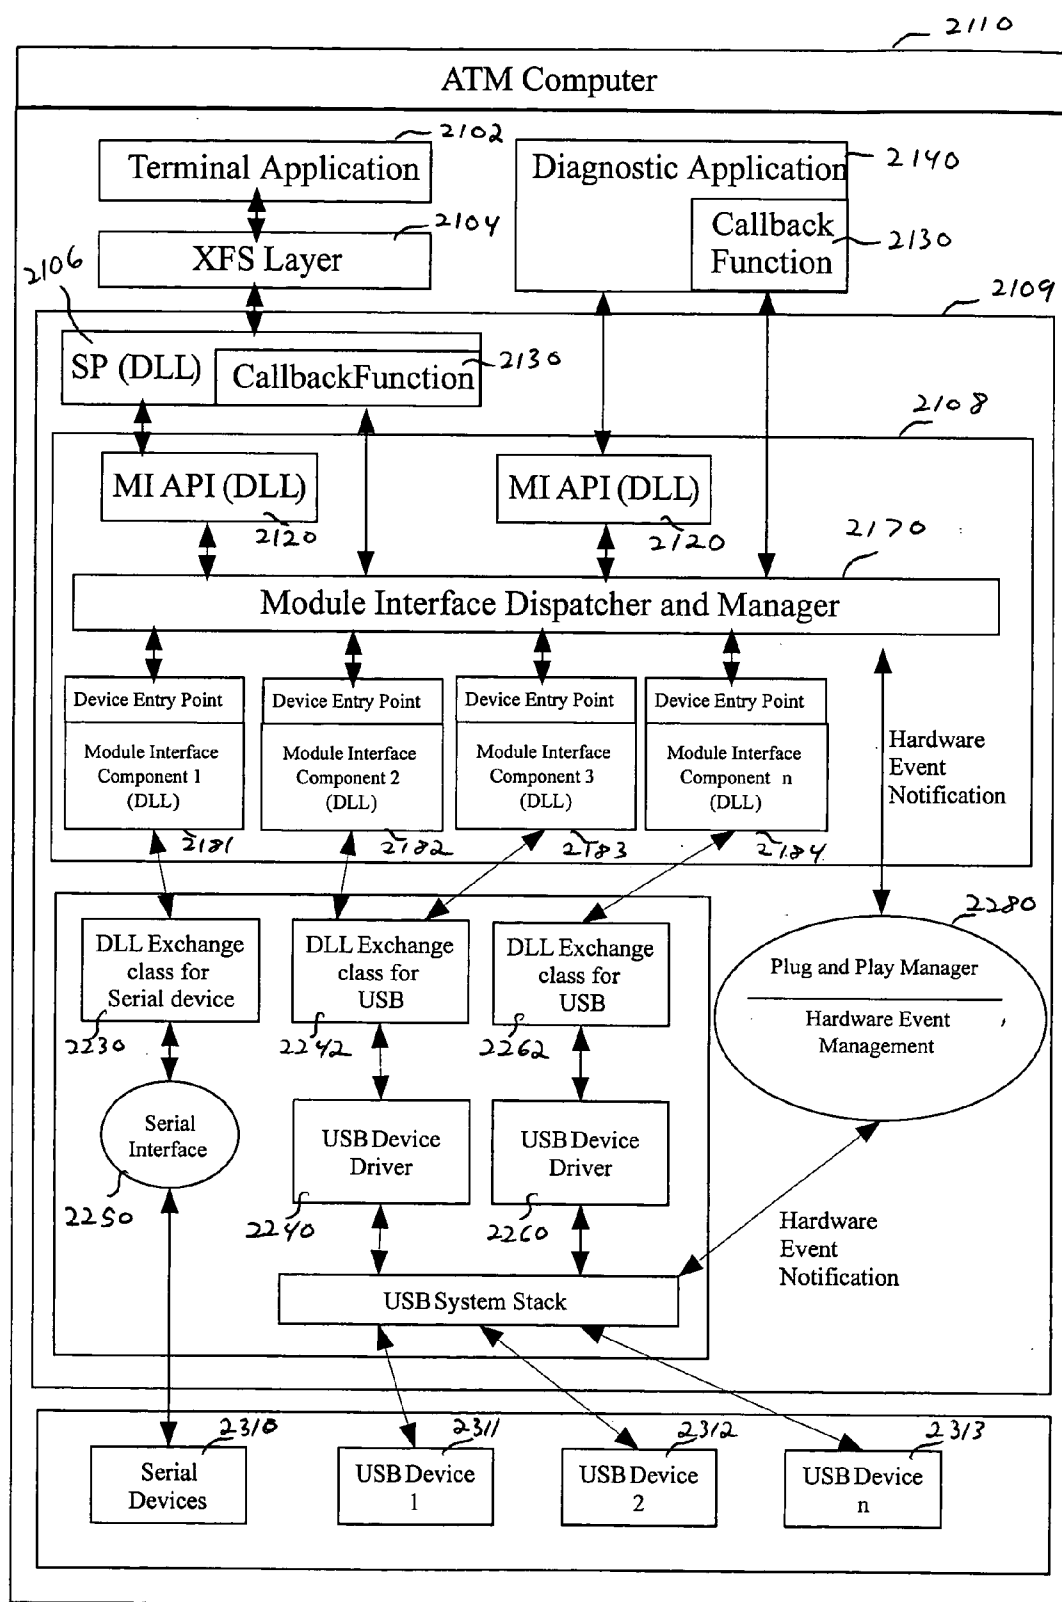 2110
ATM Computer
2102
Terminal Application
2140
Diagnostic Application
2104
XFS Layer
Callback
Function
2130
2106
2109
SP (DLL)
CallbackFunction
2130
2108
MI API (DLL)
2120
MI API (DLL)
2120
2170
Module Interface Dispatcher and Manager
Device Entry Point
Device Entry Point
Device Entry Point
Device Entry Point
Module Interface
Component 1
(DLL)
Module Interface
Component 2
(DLL)
Module Interface
Component 3
(DLL)
Module Interface
Component n
(DLL)
Hardware
Event
Notification
2181
2182
2183
2184
2280
DLL Exchange
class for
Serial device
DLL Exchange
class for
USB
DLL Exchange
class for
USB
Plug and Play Manager
Hardware Event
Management
2230
2242
2262
Serial
Interface
USB Device
Driver
USB Device
Driver
2250
2240
2260
Hardware
Event
Notification
USB System Stack
2310
2311
2312
2313
Serial
Devices
USB Device
1
USB Device
2
USB Device
n